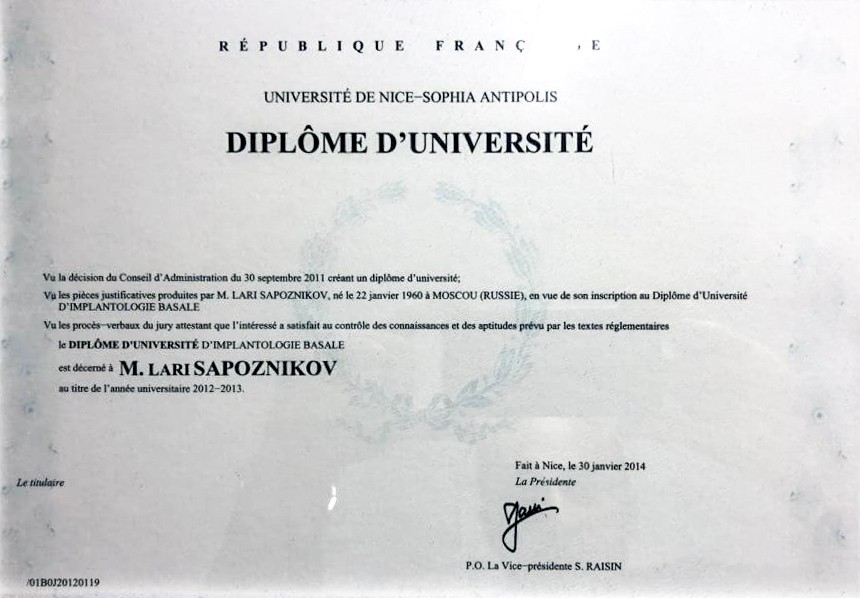 RÉPUBLIQUE FRANÇ E
UNIVERSITÉ DE NICE-SOPHIA ANTIPOLIS
DIPLÔME D'UNIVERSITÉ
Vu la décision du Conseil d'Administration du 30 septembre 2011 créant un diplôme d'université;
Vu les pièces justificatives produites par M. LARI SAPOZNIKOV, né le 22 janvier 1960 à MOSCOU (RUSSIE), en vue de son inscription au Diplôme d'Université
D'IMPLANTOLOGIE BASALE
Vu les procès-verbaux du jury attestant que l'intéressé a satisfait au contrôle des connaissances et des aptitudes prévu par les textes réglementaires
le DIPLÔME D'UNIVERSITÉ D'IMPLANTOLOGIE BASALE
est décerné à M. LARI SAPOZNIKOV
au titre de l'année universitaire 2012-2013.
Fait à Nice, le 30 janvier 2014
Le titulaire
La Présidente
P.O. La Vice-présidente S. RAISIN
/01B0J20120119